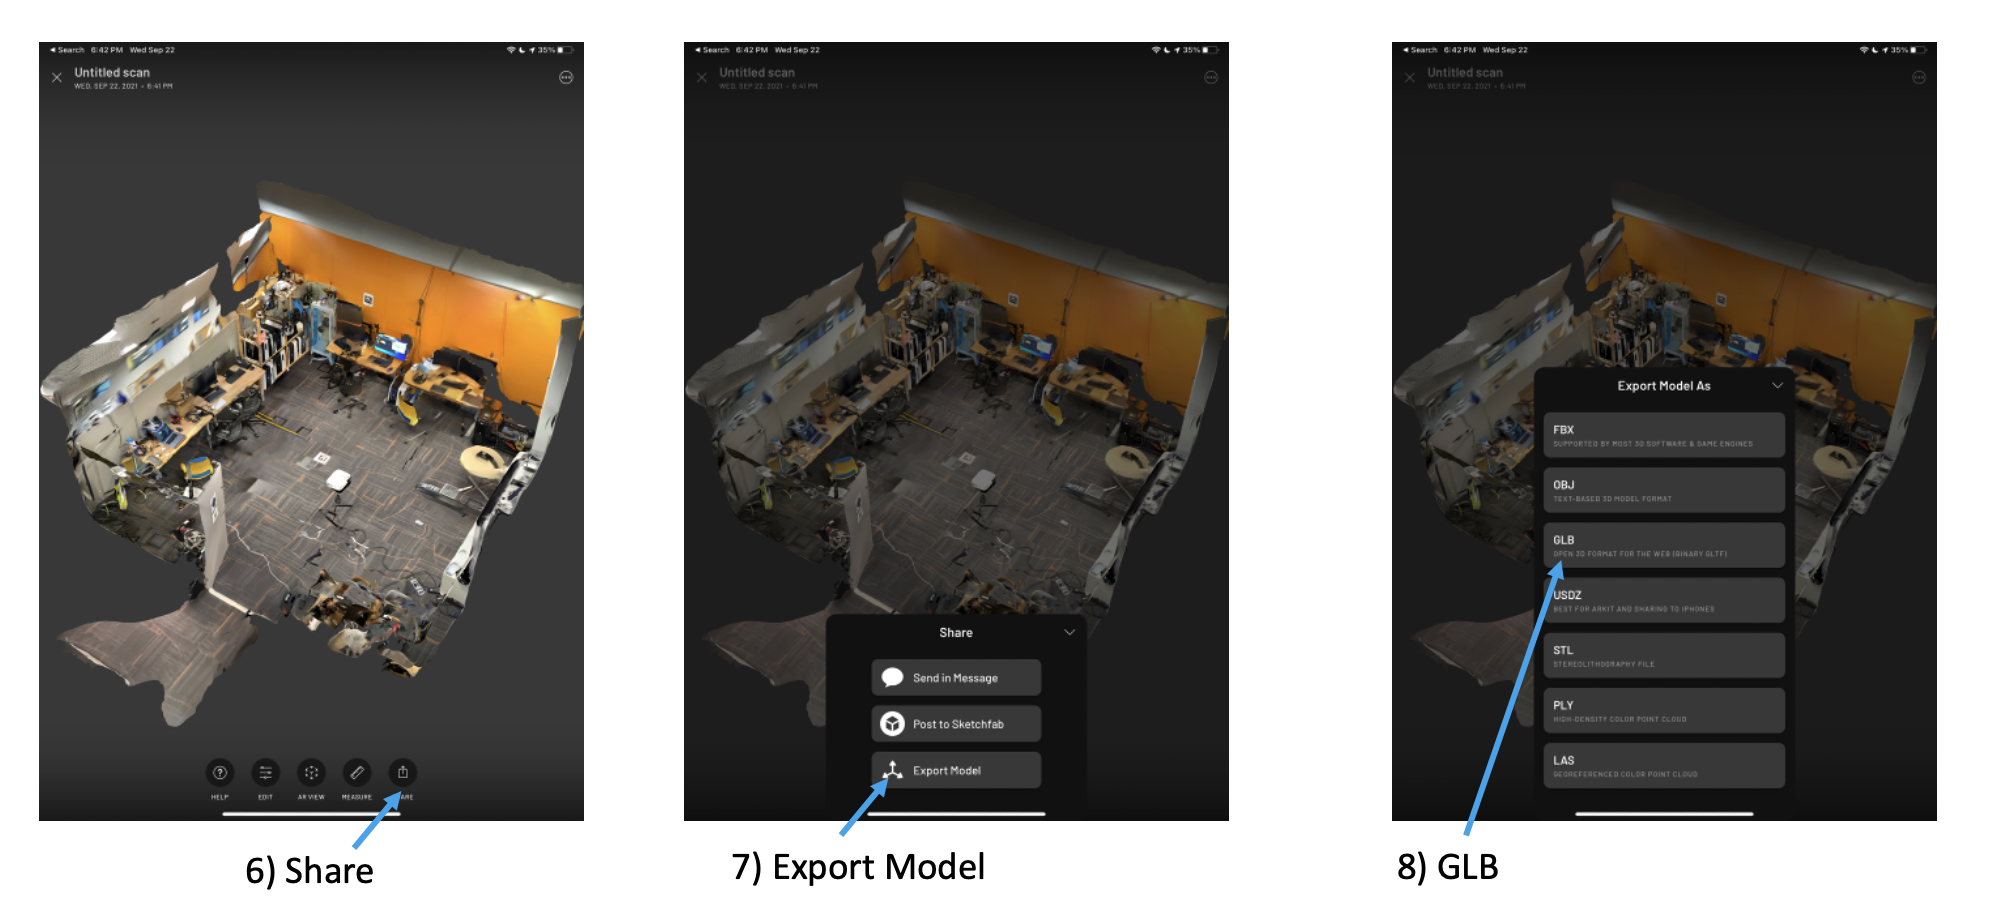 Search 6:42 PM Wed Sep 22
35%
Untitled scan
WED, SEP 22, 2021 • 6:41 PM
HELP
EDIT
AR VIEW
MEASURE
ARE
6) Share
Search 6:42 PM Wed Sep 22
35%
Untitled scan
WED, SEP 22, 2021 • 6:41 PM
Share
Send in Message
Post to Sketchfab
Export Model
7) Export Model
Search 6:42 PM Wed Sep 22
35%
Untitled scan
WED, SEP 22, 2021 • 6:41 PM
Export Model As
FBX
SUPPORTED BY MOST 3D SOFTWARE & GAME ENGINES
OBJ
TEXT-BASED 3D MODEL FORMAT
GLB
OPEN 3D FORMAT FOR THE WEB (BINARY GLTF)
USDZ
BEST FOR ARKIT AND SHARING TO IPHONES
STL
STEREOLITHOGRAPHY FILE
PLY
HIGH-DENSITY COLOR POINT CLOUD
LAS
GEOREFERENCED COLOR POINT CLOUD
8) GLB